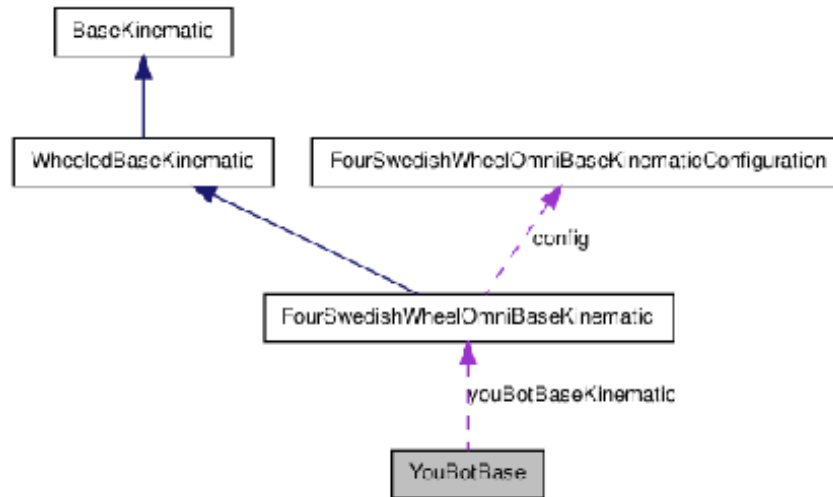 BaseKinematic
WheeledBaseKinematic
FourSwedishWheelOmniBaseKinematicConfiguration
config
FourSwedishWheelOmniBaseKinematic
youBotBaseKinematic
YouBotBase